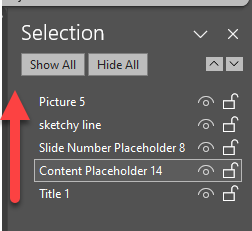 Selection
Show All Hide All
Picture 5
sketchy line
Slide Number Placeholder 8
Content Placeholder 14
Title 1